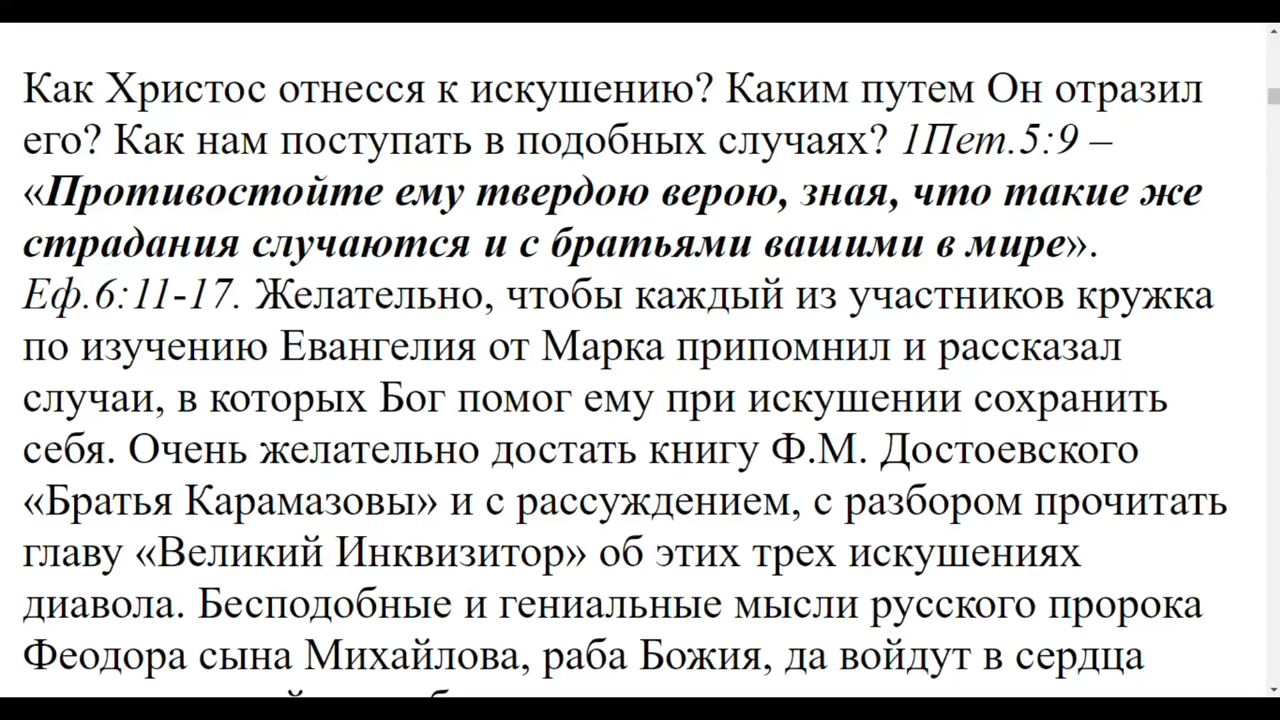 Как Христос отнесся к искушению? Каким путем Он отразил
его? Как нам поступать в подобных случаях? 1Пет.5:9 –
«Противостойте ему твердою верою, зная, что такие же
страдания случаются и с братьями вашими в мире».
Еф.6:11-17. Желательно, чтобы каждый из участников кружка
по изучению Евангелия от Марка припомнил и рассказал
случаи, в которых Бог помог ему при искушении сохранить
себя. Очень желательно достать книгу Ф.М. Достоевского
«Братья Карамазовы» и с рассуждением, с разбором прочитать
главу «Великий Инквизитор» об этих трех искушениях
диавола. Бесподобные и гениальные мысли русского пророка
Феодора сына Михайлова, раба Божия, да войдут в сердца